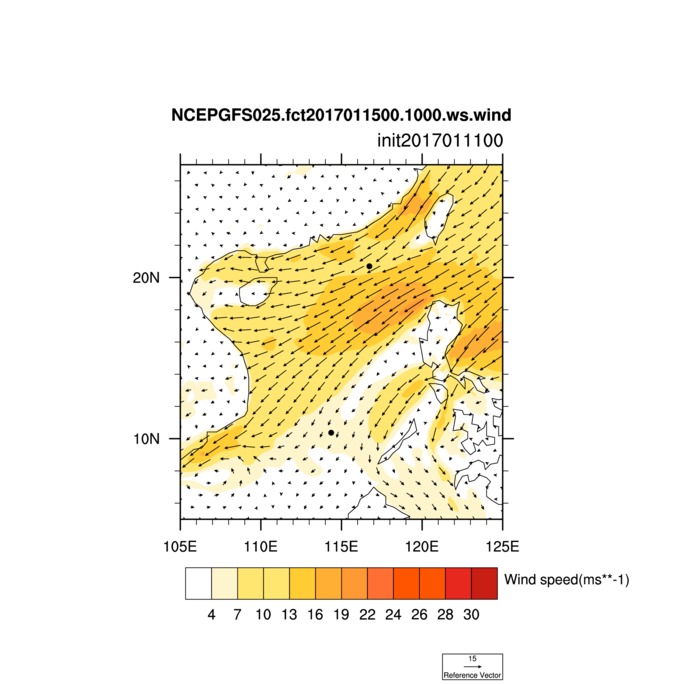 NCEPGFS025.fct2017011500.1000.ws.wind
init2017011100
20N
10N
105E 110E 115E 120E 125E
Wind speed(ms**-1)
4 7 10 13 16 19 22 24 26 28 30
15
Reference Vector